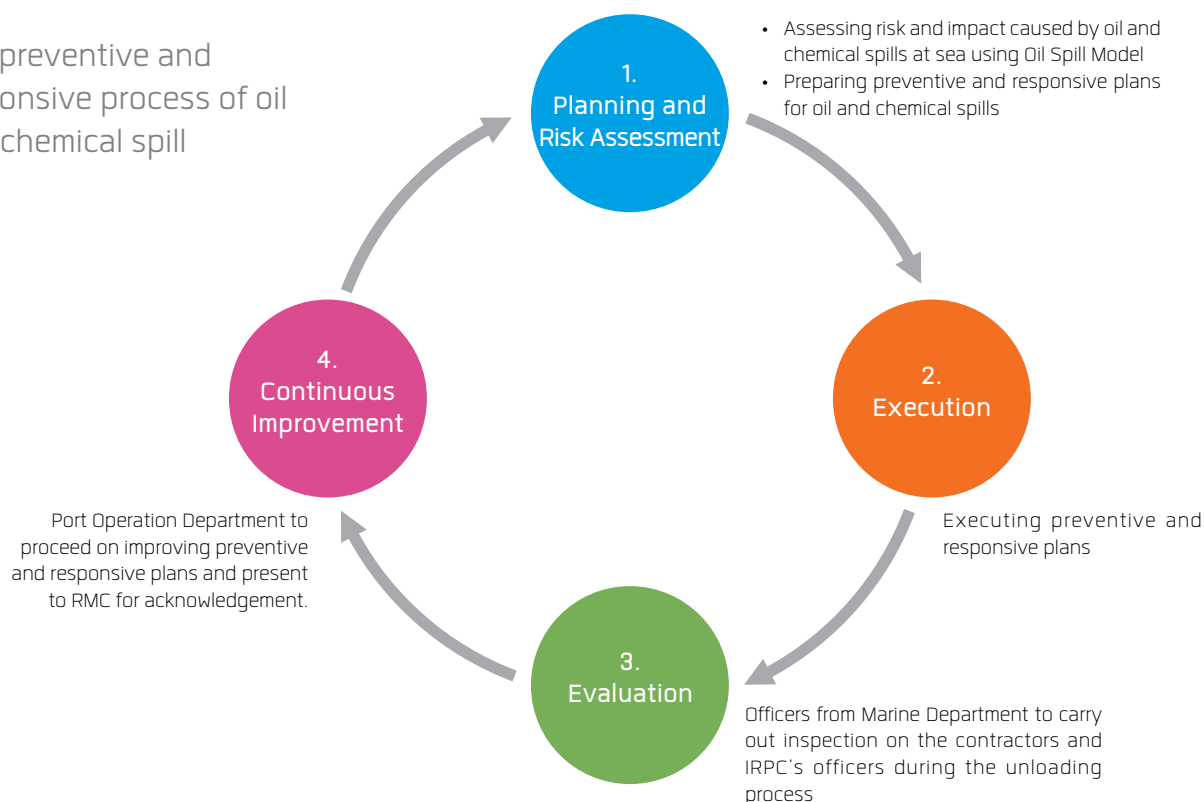 preventive and
onsive process of oil
chemical spill
1.
Planning and
Risk Assessment
• Assessing risk and impact caused by oil and
chemical spills at sea using Oil Spill Model
• Preparing preventive and responsive plans
for oil and chemical spills
2.
Execution
Executing preventive and
responsive plans
3.
Evaluation
Officers from Marine Department to carry
out inspection on the contractors and
IRPC's officers during the unloading
process
4.
Continuous
Improvement
Port Operation Department to
proceed on improving preventive
and responsive plans and present
to RMC for acknowledgement.